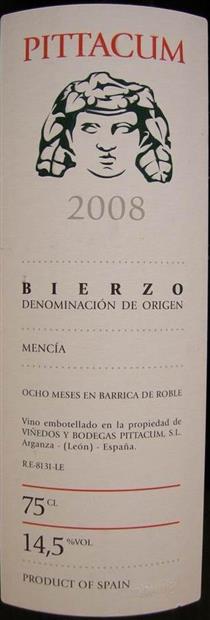 PITTACUM
2008
BIERZO
DENOMINACIÓN DE ORIGEN
MENCÍA
OCHO MESES EN BARRICA DE ROBLE
Vino embotellado en la propiedad de
VIÑEDOS Y BODEGAS PITTACUM, S.L.
Arganza - (León) - España.
R.E-8131-LE
75 CL
14,5 %VOL
PRODUCT OF SPAIN